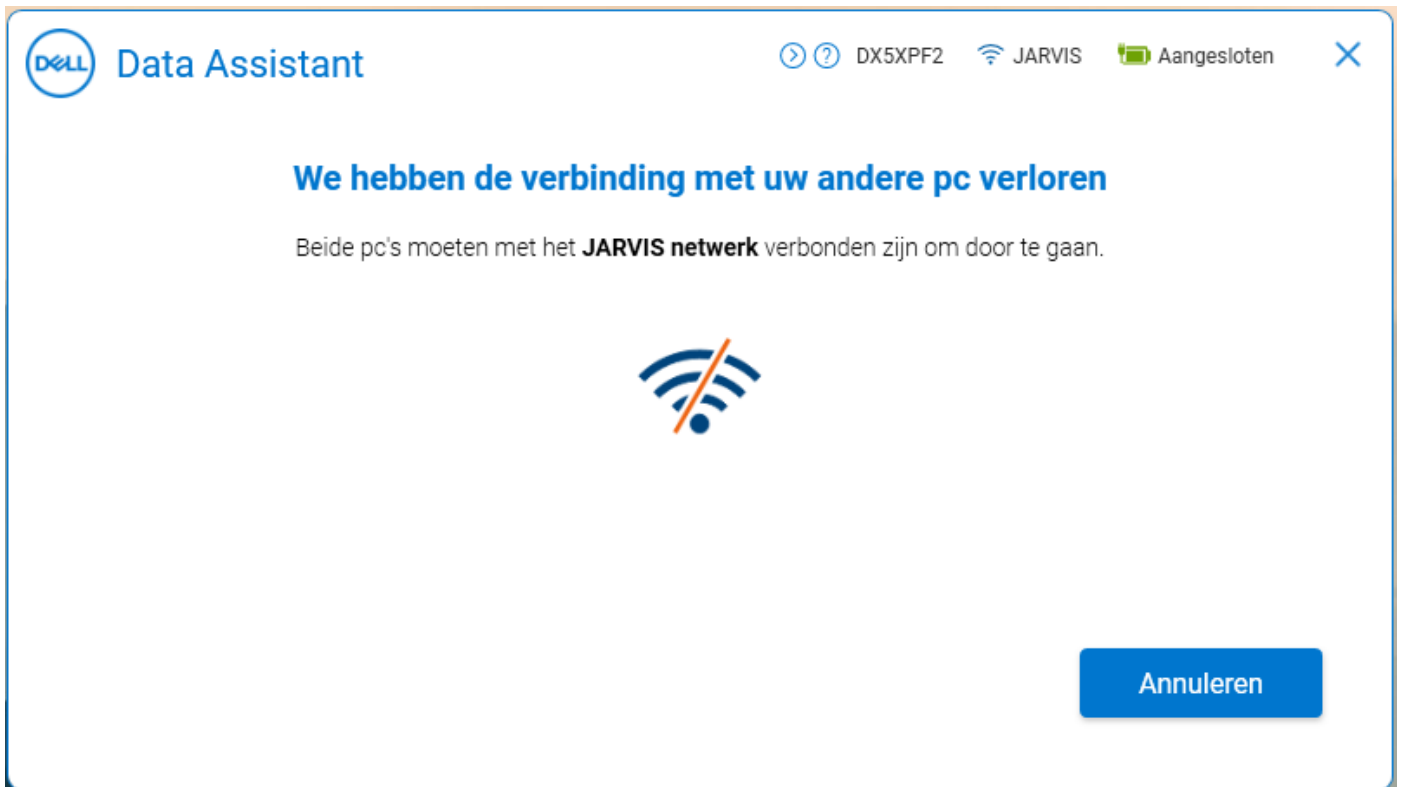 DELL Data Assistant DX5XPF2 JARVIS Aangesloten
We hebben de verbinding met uw andere pc verloren
Beide pc's moeten met het JARVIS netwerk verbonden zijn om door te gaan.
Annuleren